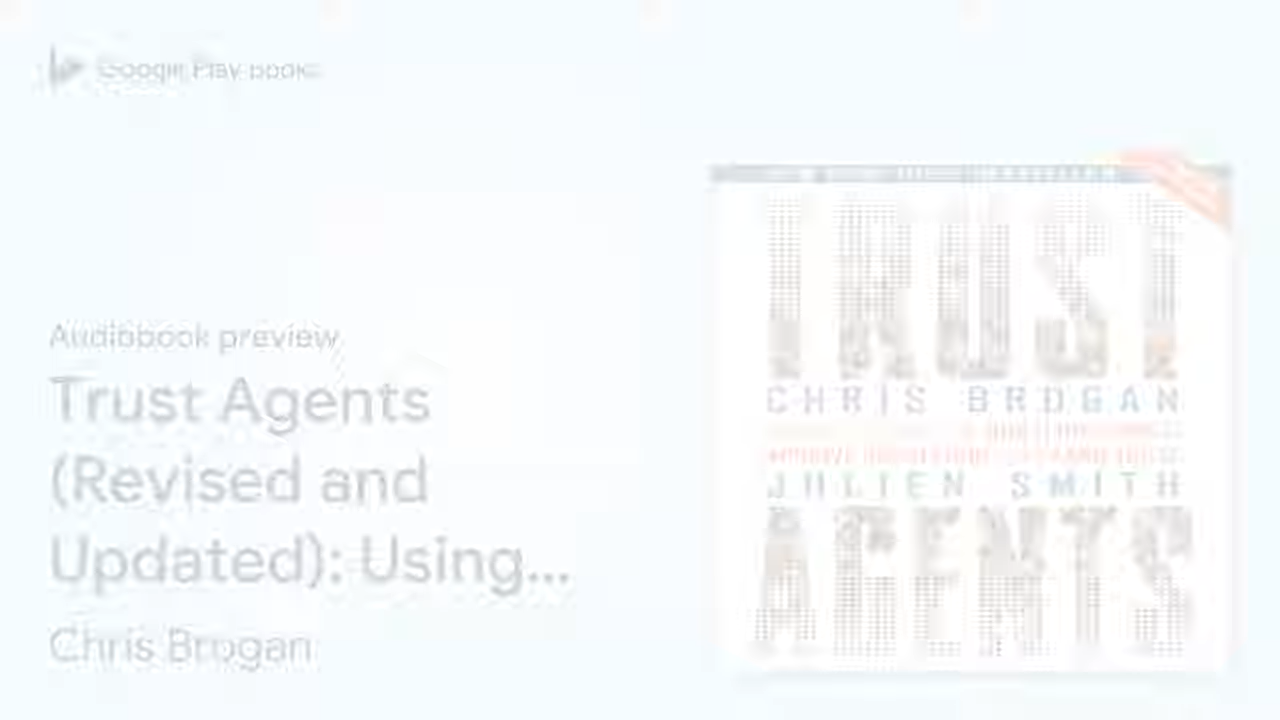 Google Play Books
Audiobook preview
Trust Agents
(Revised and
Updated): Using...
Chris Brogan
TRUST
CHRIS BROGAN
JULIEN SMITH
AGENTS